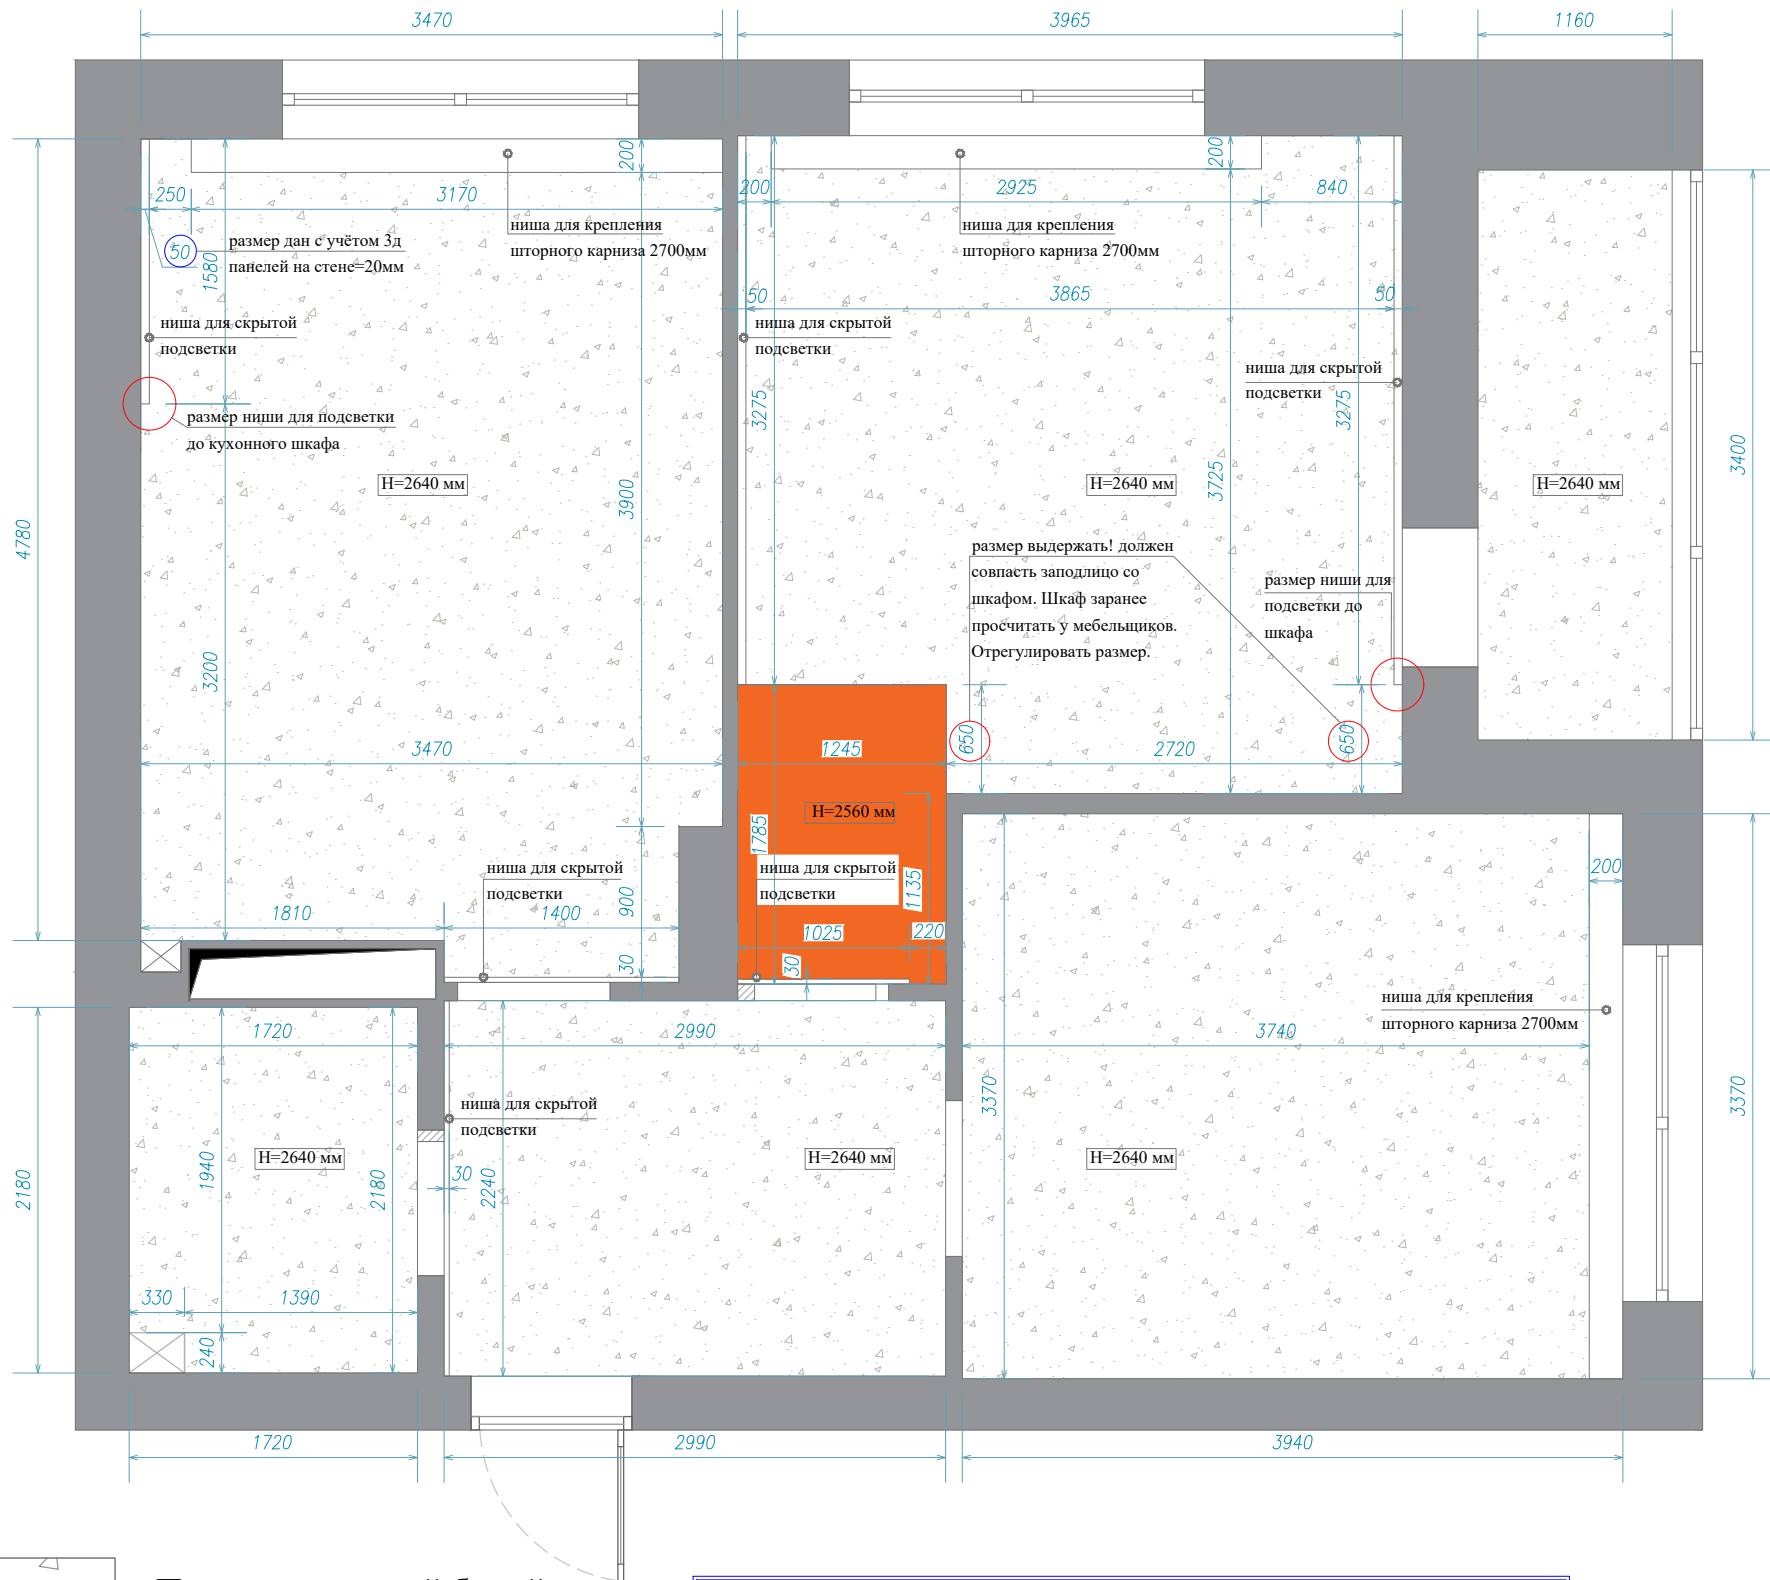 3470
3965
1160
200
200
250
3170
200
2925
840
ниша для крепления
шторного карниза 2700мм
ниша для крепления
шторного карниза 2700мм
50
размер дан с учётом 3д
панелей на стене=20мм
1580
50
3865
50
ниша для скрытой
подсветки
ниша для скрытой
подсветки
ниша для скрытой
подсветки
размер ниши для подсветки
до кухонного шкафа
3275
3275
3400
H=2640 мм
3900
H=2640 мм
3725
H=2640 мм
4780
размер выдержать! должен
совпасть заподлицо со
шкафом. Шкаф заранее
просчитать у мебельщиков.
Отрегулировать размер.
размер ниши для
подсветки до
шкафа
3200
3470
1245
650
2720
650
H=2560 мм
1785
ниша для скрытой
подсветки
ниша для скрытой
подсветки
1135
200
1810
900
1400
1025
220
30
30
ниша для крепления
шторного карниза 2700мм
1720
2990
3740
ниша для скрытой
подсветки
3370
3370
H=2640 мм
H=2640 мм
H=2640 мм
2180
1940
2180
30
2240
330
1390
240
1720
2990
3940